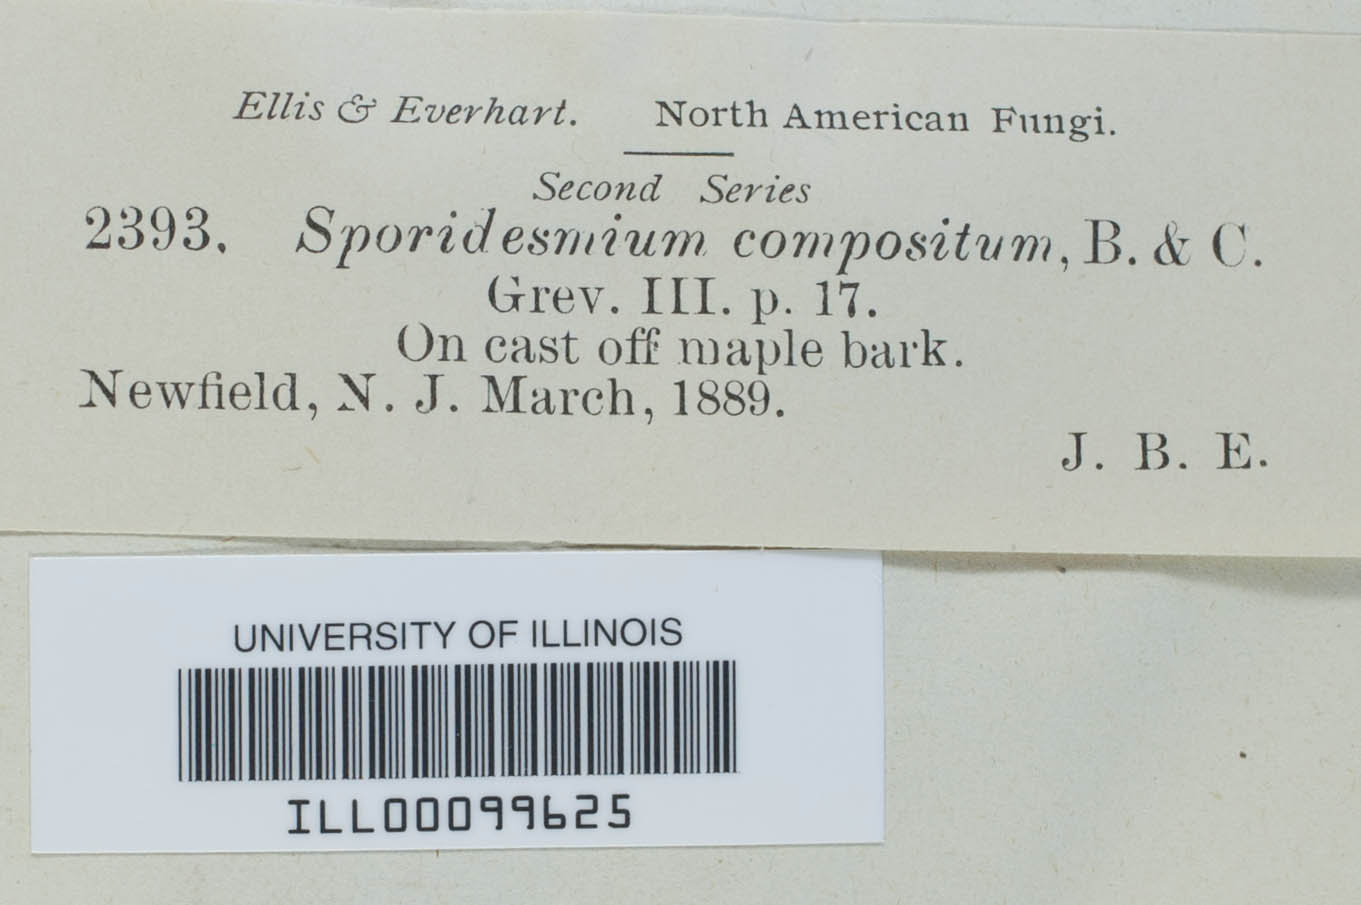 Ellis & Everhart. North American Fungi.
Second Series
2393. Sporidesmium compositum, B. & C.
Grev. III. p. 17.
On cast off maple bark.
Newfield, N. J. March, 1889.
J. B. E.
UNIVERSITY OF ILLINOIS
ILL00099625